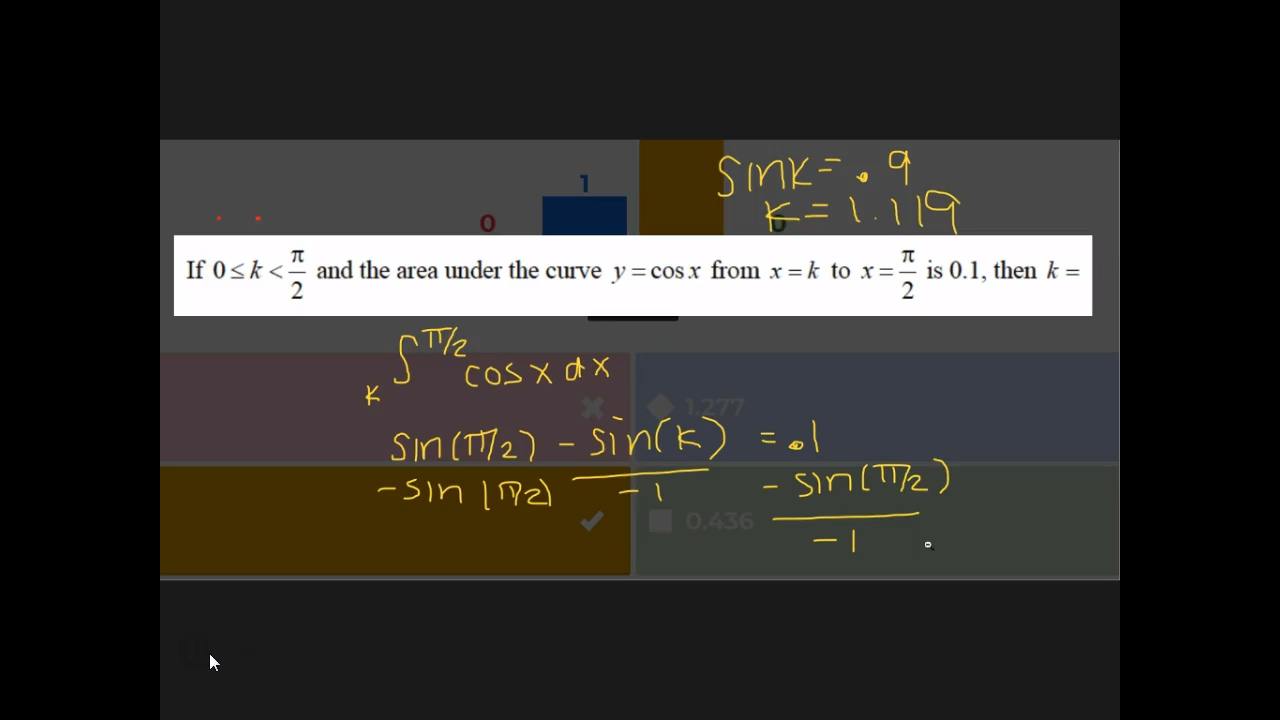 sin k = .9
1
k = 1.119
0
0
If 0 ≤ k < π/2 and the area under the curve y = cos x from x = k to x = π/2 is 0.1, then k =
∫ k π/2 cos x dx
1.277
sin(π/2) - sin(k) = .1
-sin(π/2) -1 - sin(π/2)
0.436
-1